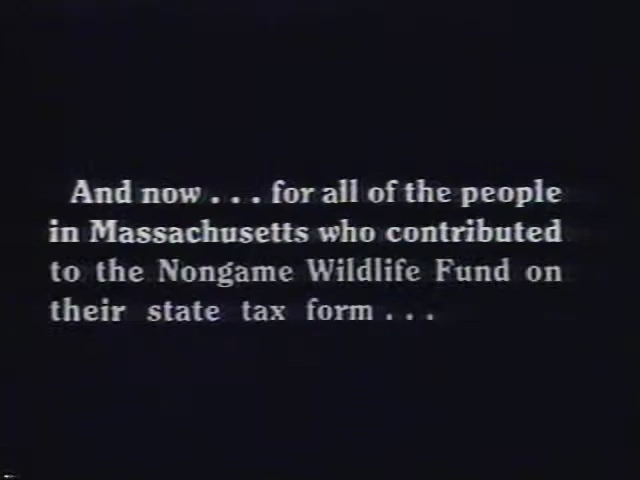 And now . . . for all of the people
in Massachusetts who contributed
to the Nongame Wildlife Fund on
their state tax form . . .